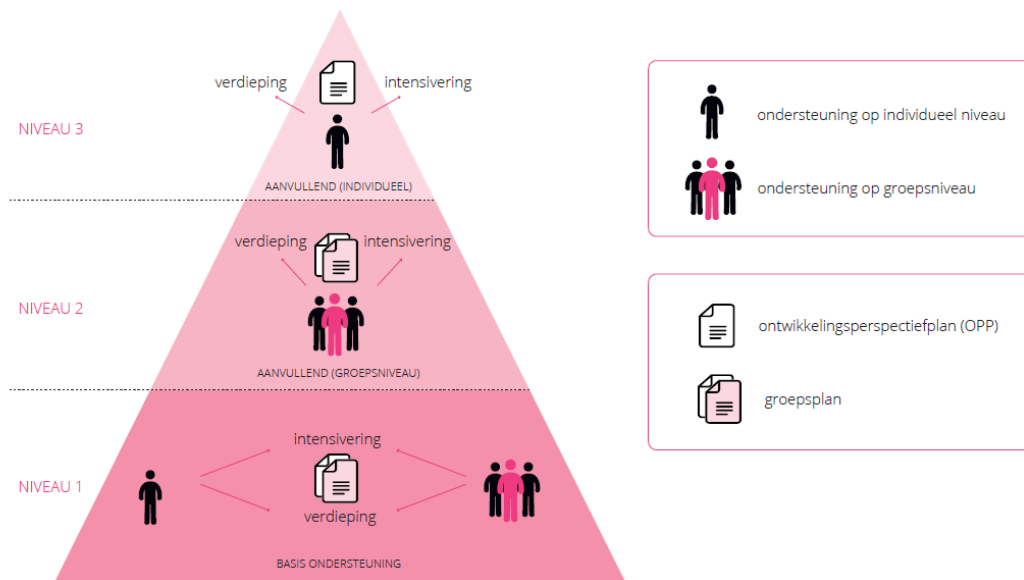 verdieping
intensivering
NIVEAU 3
AANVULLEND (INDIVIDUEEL)
verdieping
intensivering
NIVEAU 2
AANVULLEND (GROEPSNIVEAU)
intensivering
NIVEAU 1
verdieping
BASIS ONDERSTEUNING
ondersteuning op individueel niveau
ondersteuning op groepsniveau
ontwikkelingsperspectiefplan (OPP)
groepsplan